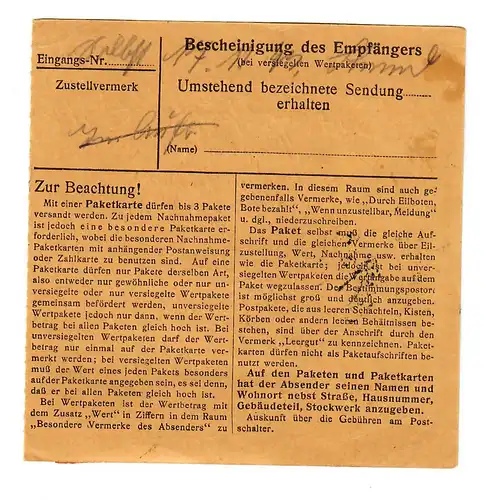 Bescheinigung des Empfängers
Eingangs-Nr.
(bei versiegelten Wertpaketen)
Zustellvermerk
Umstehend bezeichnete Sendung
erhalten
(Name)
Zur Beachtung!
Mit einer Paketkarte dürfen bis 3 Pakete
versandt werden. Zu jedem Nachnahmepaket
ist jedoch eine besondere Paketkarte er-
forderlich, wobei die besonderen Nachnahme-
Paketkarten mit anhängender Postanweisung
oder Zahlkarte zu benutzen sind. Auf eine
Paketkarte dürfen nur Pakete derselben Art,
also entweder nur gewöhnliche oder nur un-
versiegelte oder nur versiegelte Wertpakete
gemeinsam befördert werden, unversiegelte
Wertpakete jedoch nur dann, wenn der Wert-
betrag bei allen Paketen gleich hoch ist. Bei
unversiegelten Wertpaketen darf der Wert-
betrag nur einmal auf der Paketkarte ver-
merkt werden; bei versiegelten Wertpaketen
muß der Wert eines jeden Pakets besonders
auf der Paketkarte angegeben sein, es sei denn,
daß er bei allen Paketen gleich hoch ist.
Bei Wertpaketen ist der Wertbetrag mit
dem Zusatz „Wert" in Ziffern in dem Raum
„Besondere Vermerke des Absenders" zu
vermerken. In diesem Raum sind auch ge-
gebenenfalls Vermerke, wie „Durch Eilboten,
Bote bezahlt", „Wenn unzustellbar, Meldung"
u. dgl., niederzuschreiben.
Das Paket selbst muß die gleiche Auf-
schrift und die gleichen Vermerke über Eil-
zustellung, Wert, Nachnahme usw. erhalten
wie die Paketkarte; jedoch ist bei unver-
siegelten Wertpaketen die Wertangabe auf dem
Paket wegzulassen. Der Bestimmungspostort
ist möglichst groß und deutlich anzugeben.
Postpakete, die aus leeren Schachteln, Kisten,
Körben oder andern leeren Behältnissen be-
stehen, sind über der Anschrift durch den
Vermerk „Leergut" zu kennzeichnen. Paket-
karten dürfen nicht als Paketaufschriften be-
nutzt werden.
Auf den Paketen und Paketkarten
hat der Absender seinen Namen und
Wohnort nebst Straße, Hausnummer,
Gebäudeteil, Stockwerk anzugeben.
Auskunft über die Gebühren am Post-
schalter.